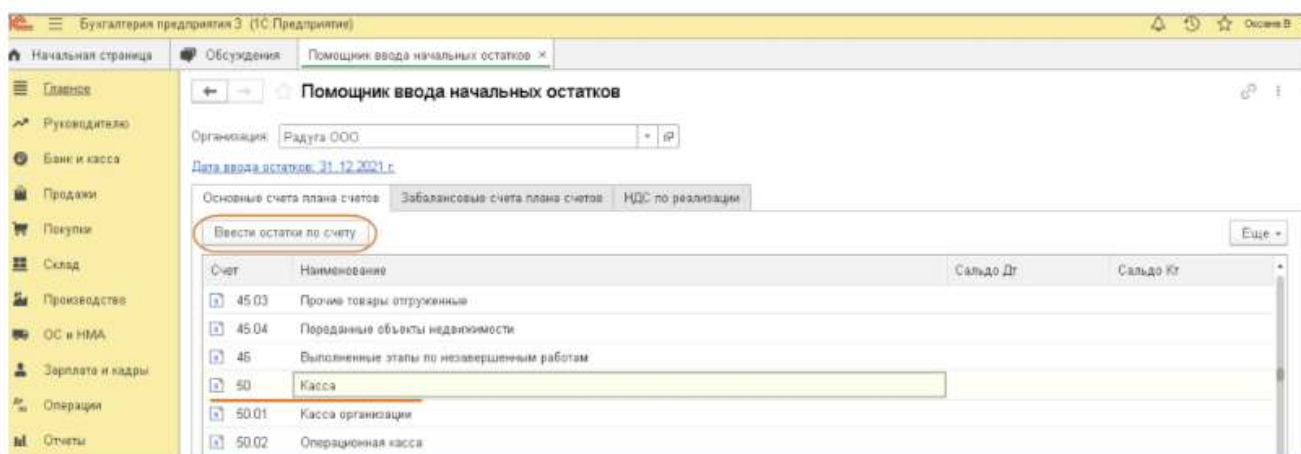 Бухгалтерия предприятия 3 (1С:Предприятие)
Оксана В
Начальная страница
Обсуждения
Помощник ввода начальных остатков ×
Главное
Помощник ввода начальных остатков
Руководителю
Организация: Радуга ООО
Банк и касса
Дата ввода остатков: 31.12.2021 г.
Продажи
Основные счета плана счетов
Забалансовые счета плана счетов
НДС по реализации
Покупки
Ввести остатки по счету
Еще
Склад
Счет Наименование Сальдо Дт Сальдо Кт
Производство
45.03 Прочие товары отгруженные
ОС и НМА
45.04 Переданные объекты недвижимости
46 Выполненные этапы по незавершенным работам
Зарплата и кадры
50 Касса
Операции
50.01 Касса организации
Отчеты
50.02 Операционная касса